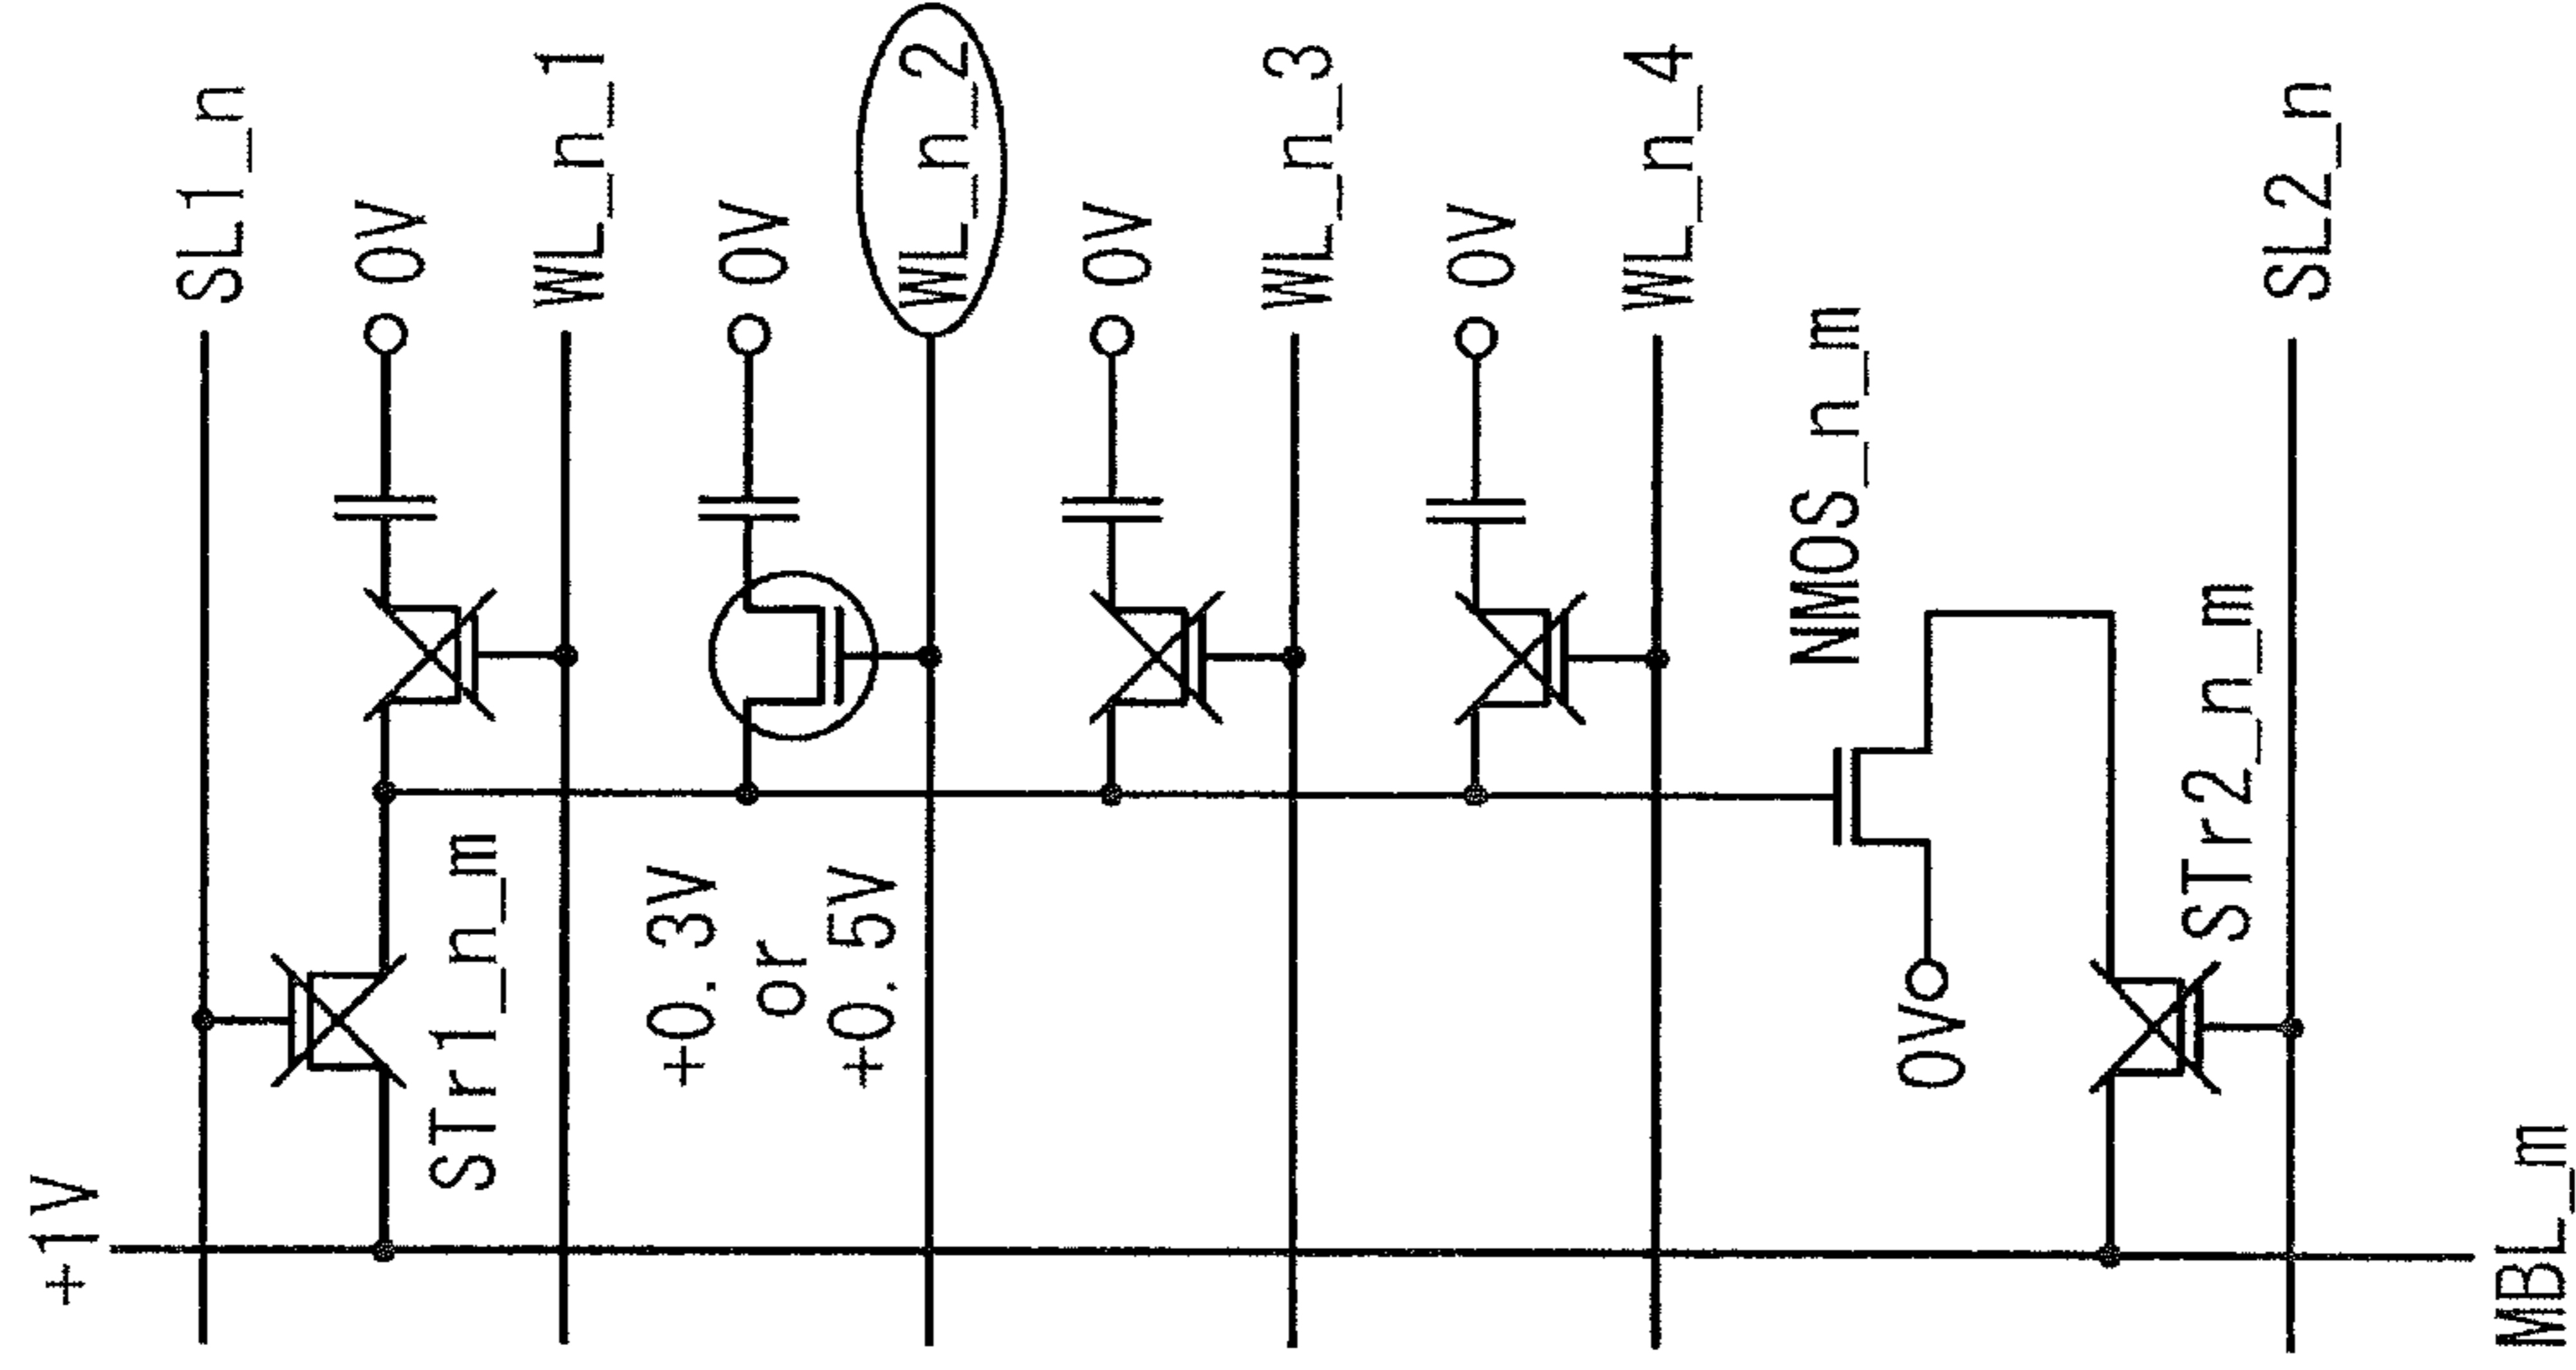 SL1_n
0V
WL_n_1
0V
WL_n_2
0V
WL_n_3
0V
WL_n_4
SL2_n
NMOS_n_m
STr2_n_m
0V
STr1_n_m
+0.3V
or
+0.5V
+1V
MBL_m